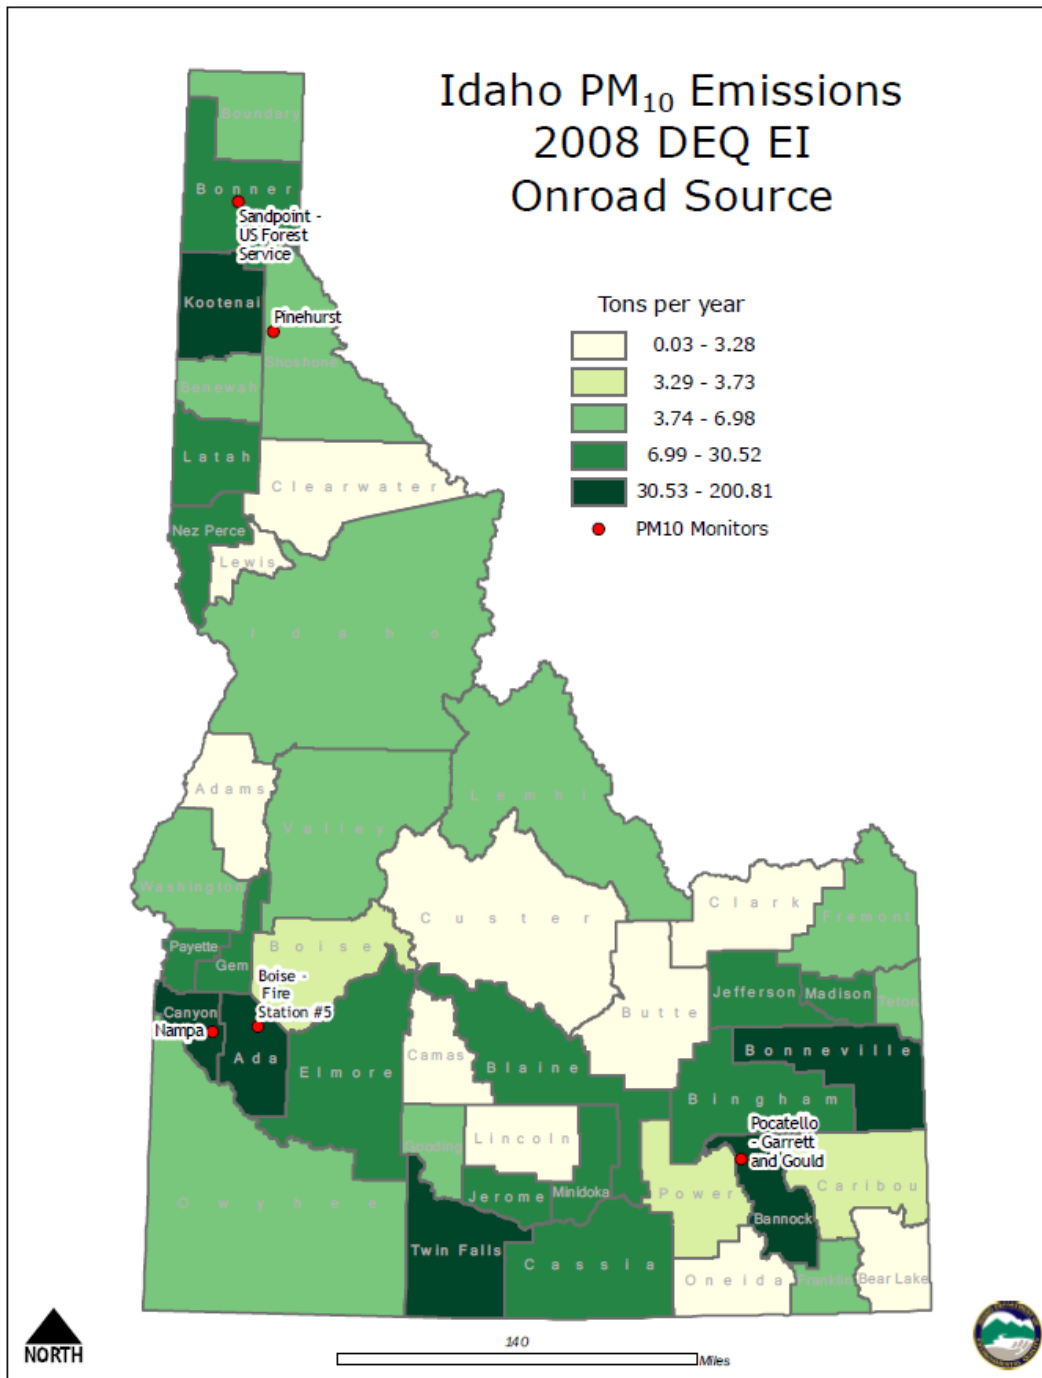 Idaho PM10 Emissions
2008 DEQ EI
Onroad Source
Tons per year
0.03 - 3.28
3.29 - 3.73
3.74 - 6.98
6.99 - 30.52
30.53 - 200.81
PM10 Monitors
Boundary
Bonner
Sandpoint -
US Forest
Service
Kootenai
Pinehurst
Shoshone
Benewah
Latah
Clearwater
Nez Perce
Lewis
Idaho
Adams
Lemhi
Valley
Washington
Custer
Clark
Fremont
Payette
Boise
Gem
Boise -
Fire
Station #5
Jefferson
Madison
Teton
Canyon
Nampa
Butte
Ada
Camas
Bonneville
Elmore
Blaine
Bingham
Pocatello
- Garrett
and Gould
Lincoln
Gooding
Owyhee
Jerome
Minidoka
Power
Caribou
Bannock
Twin Falls
Cassia
Oneida
Franklin
Bear Lake
NORTH
140
Miles